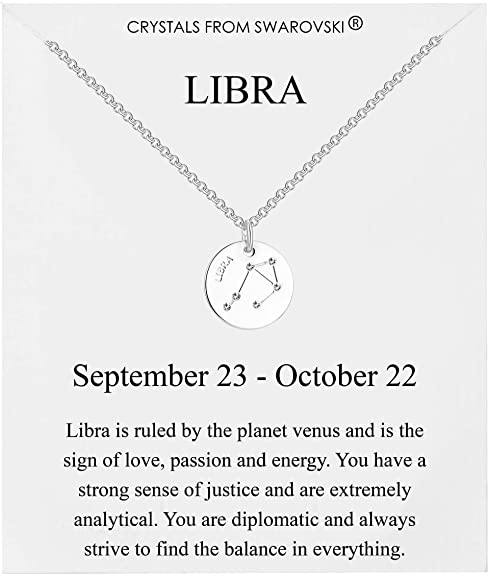 CRYSTALS FROM SWAROVSKI®
LIBRA
LIBRA
September 23 - October 22
Libra is ruled by the planet venus and is the
sign of love, passion and energy. You have a
strong sense of justice and are extremely
analytical. You are diplomatic and always
strive to find the balance in everything.